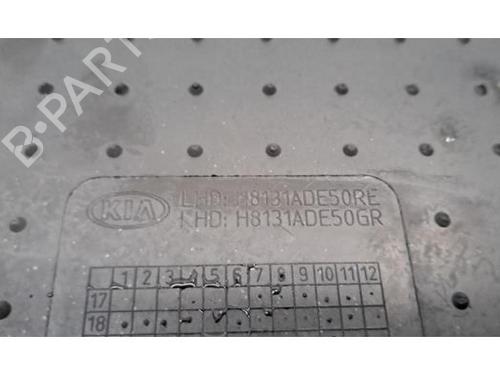 B-PARTS
KIA
LHD: H8131ADE50RE
RHD: H8131ADE50GR
1 2 3 4 5 6 7 8 9 10 11 12
17
18